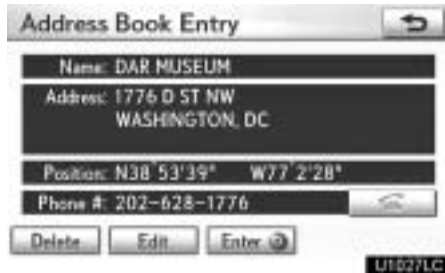 Address Book Entry
Name: DAR MUSEUM
Address: 1776 D ST NW
WASHINGTON, DC
Position: N38°53'39" W77°2'28"
Phone #: 202-628-1776
Delete Edit Enter
U1027LC